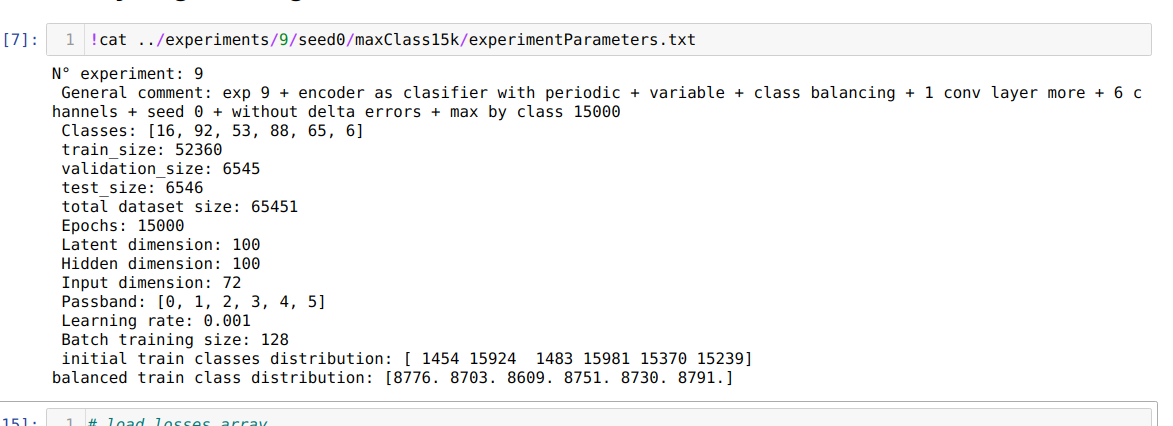 [7]: 1 !cat ../experiments/9/seed0/maxClass15k/experimentParameters.txt
N° experiment: 9
General comment: exp 9 + encoder as clasifier with periodic + variable + class balancing + 1 conv layer more + 6 c
hannels + seed 0 + without delta errors + max by class 15000
Classes: [16, 92, 53, 88, 65, 6]
train_size: 52360
validation_size: 6545
test_size: 6546
total dataset size: 65451
Epochs: 15000
Latent dimension: 100
Hidden dimension: 100
Input dimension: 72
Passband: [0, 1, 2, 3, 4, 5]
Learning rate: 0.001
Batch training size: 128
initial train classes distribution: [ 1454 15924  1483 15981 15370 15239]
balanced train class distribution: [8776. 8703. 8609. 8751. 8730. 8791.]
15]: 1 # load losses array